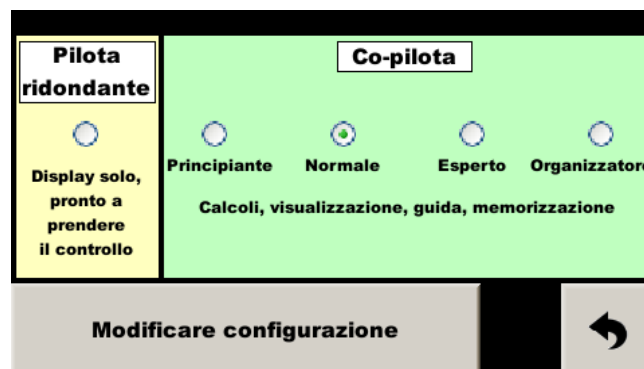 Pilota
ridondante
Display solo,
pronto a
prendere
il controllo
Co-pilota
Principiante Normale Esperto Organizzatore
Calcoli, visualizzazione, guida, memorizzazione
Modificare configurazione